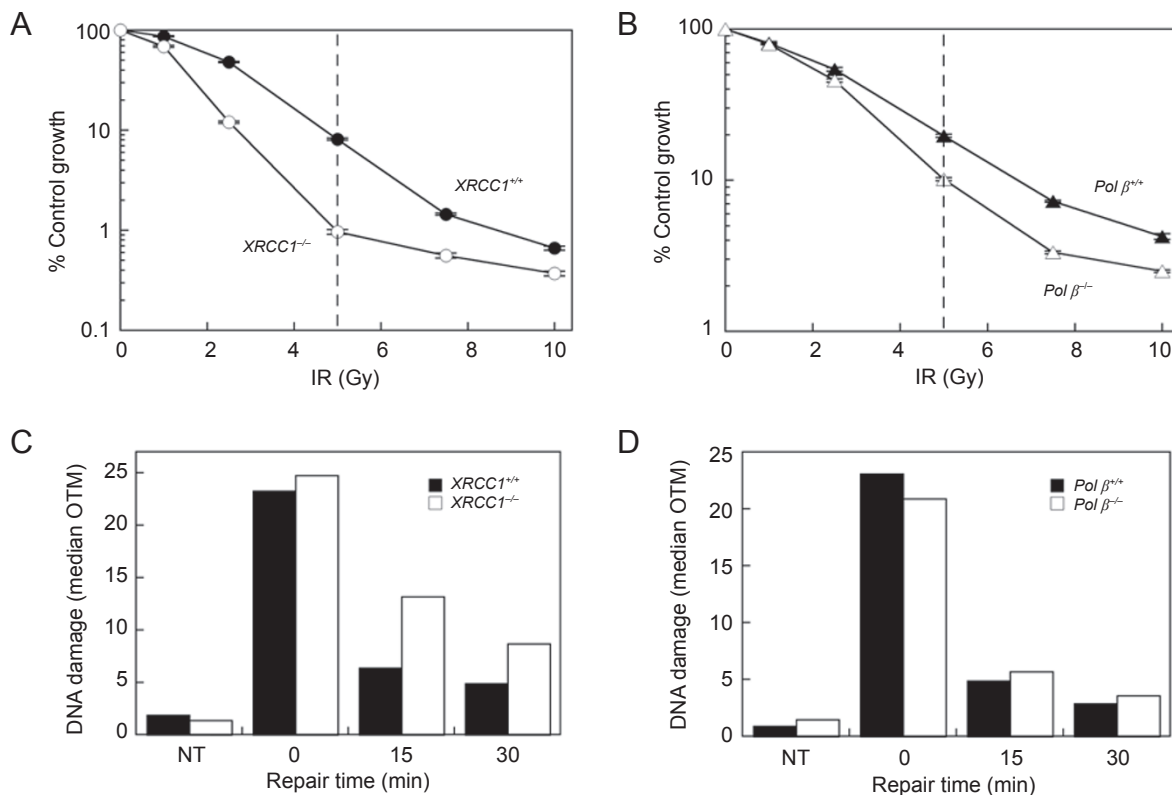 A
% Control growth
100
10
1
0.1
XRCC1+/+
XRCC1−/−
0 2 4 6 8 10
IR (Gy)
B
% Control growth
100
10
1
Pol β+/+
Pol β−/−
0 2 4 6 8 10
IR (Gy)
C
DNA damage (median OTM)
25
20
15
10
5
0
XRCC1+/+
XRCC1−/−
NT 0 15 30
Repair time (min)
D
DNA damage (median OTM)
25
20
15
10
5
0
Pol β+/+
Pol β−/−
NT 0 15 30
Repair time (min)